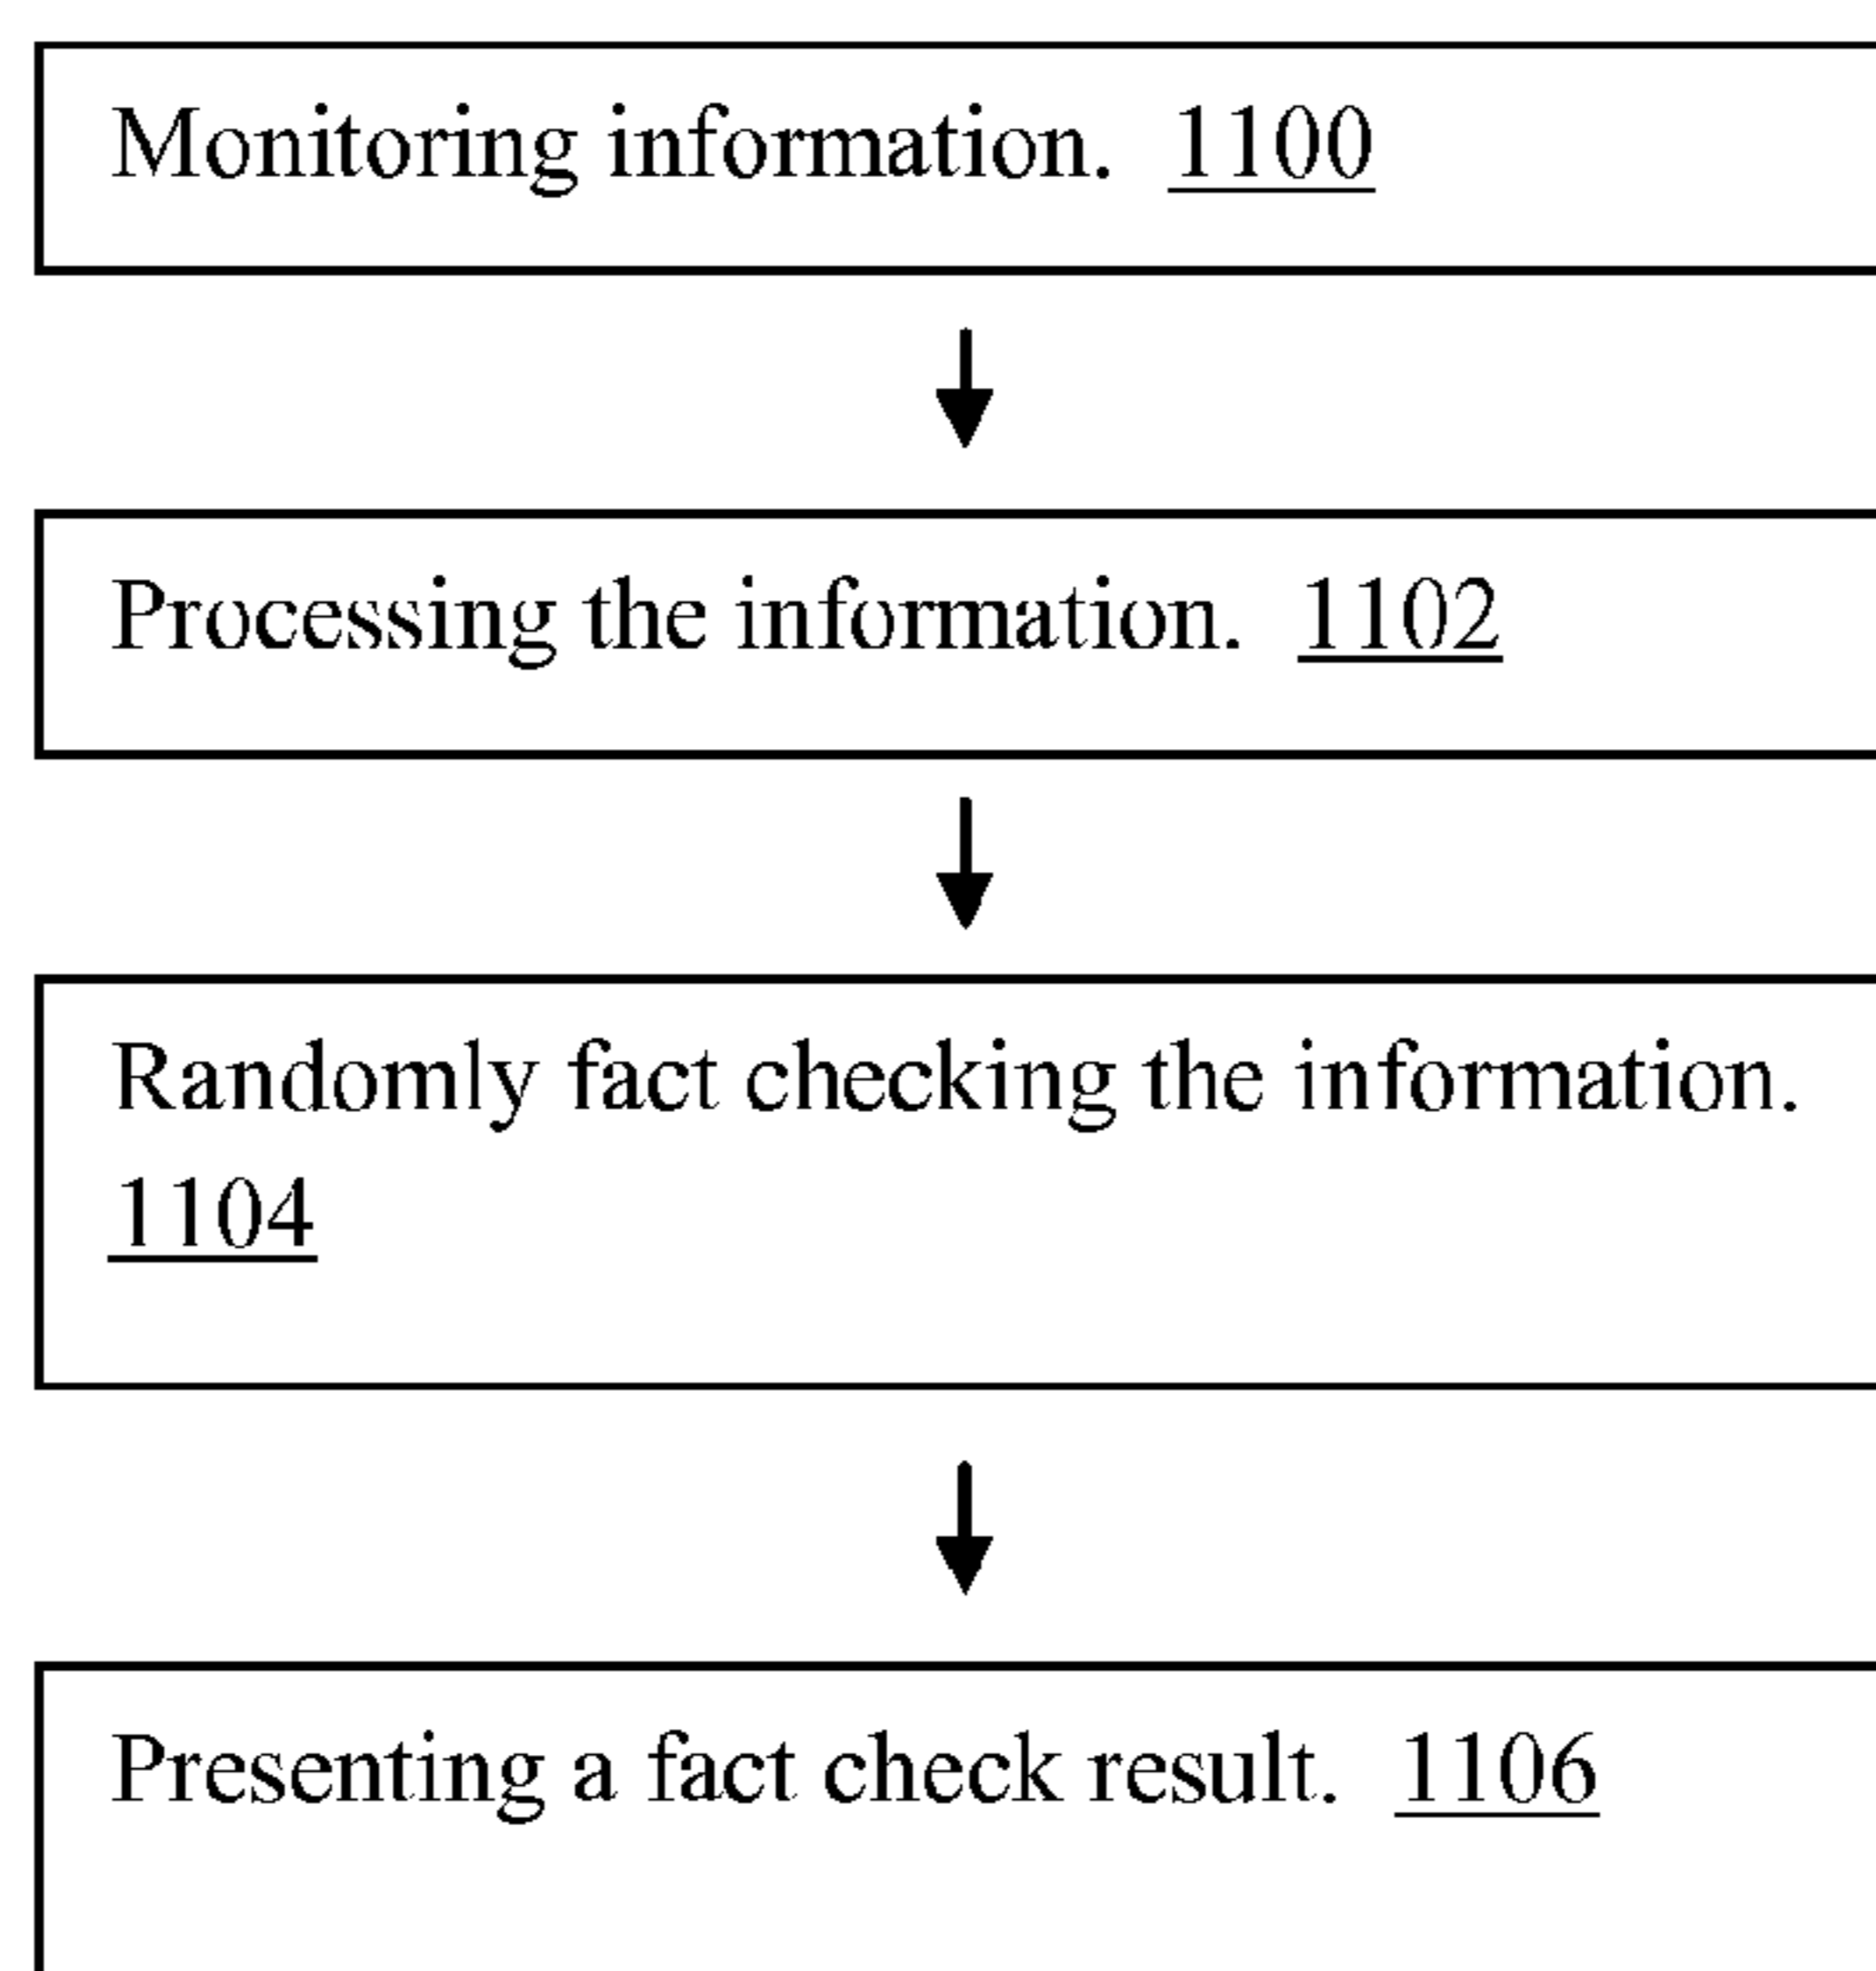 Monitoring information. 1100
Processing the information. 1102
Randomly fact checking the information.
1104
Presenting a fact check result. 1106